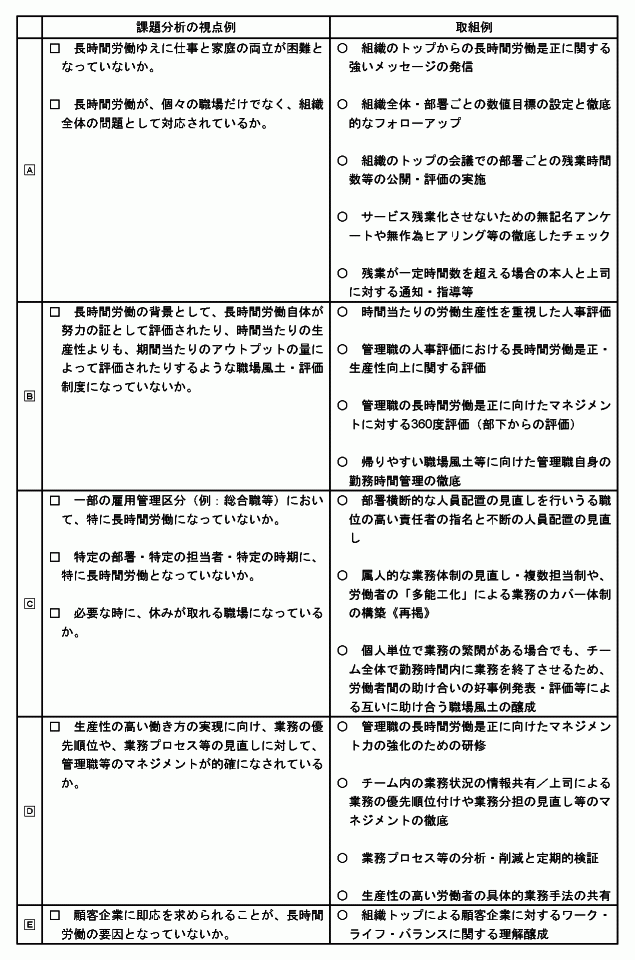 課題分析の視点例
取組例
A
□　長時間労働ゆえに仕事と家庭の両立が困難と
なっていないか。
□　長時間労働が、個々の職場だけでなく、組織
全体の問題として対応されているか。
○　組織のトップからの長時間労働是正に関する
強いメッセージの発信
○　組織全体・部署ごとの数値目標の設定と徹底
的なフォローアップ
○　組織のトップの会議での部署ごとの残業時間
数等の公開・評価の実施
○　サービス残業化させないための無記名アンケ
ートや無作為ヒアリング等の徹底したチェック
○　残業が一定時間数を超える場合の本人と上司
に対する通知・指導等
B
□　長時間労働の背景として、長時間労働自体が
努力の証として評価されたり、時間当たりの生
産性よりも、期間当たりのアウトプットの量に
よって評価されたりするような職場風土・評価
制度になっていないか。
○　時間当たりの労働生産性を重視した人事評価
○　管理職の人事評価における長時間労働是正・
生産性向上に関する評価
○　管理職の長時間労働是正に向けたマネジメン
トに対する360度評価（部下からの評価）
○　帰りやすい職場風土等に向けた管理職自身の
勤務時間管理の徹底
C
□　一部の雇用管理区分（例：総合職等）におい
て、特に長時間労働になっていないか。
□　特定の部署・特定の担当者・特定の時期に、
特に長時間労働となっていないか。
□　必要な時に、休みが取れる職場になっている
か。
○　部署横断的な人員配置の見直しを行いうる職
位の高い責任者の指名と不断の人員配置の見直
し
○　属人的な業務体制の見直し・複数担当制や、
労働者の「多能工化」による業務のカバー体制
の構築《再掲》
○　個人単位で業務の繁閑がある場合でも、チー
ム全体で勤務時間内に業務を終了させるため、
労働者間の助け合いの好事例発表・評価等によ
る互いに助け合う職場風土の醸成
D
□　生産性の高い働き方の実現に向け、業務の優
先順位や、業務プロセス等の見直しに対して、
管理職等のマネジメントが的確になされている
か。
○　管理職の長時間労働是正に向けたマネジメン
ト力の強化のための研修
○　チーム内の業務状況の情報共有／上司による
業務の優先順位付けや業務分担の見直し等のマ
ネジメントの徹底
○　業務プロセス等の分析・削減と定期的検証
○　生産性の高い労働者の具体的業務手法の共有
E
□　顧客企業に即応を求められることが、長時間
労働の要因となっていないか。
○　組織トップによる顧客企業に対するワーク・
ライフ・バランスに関する理解醸成